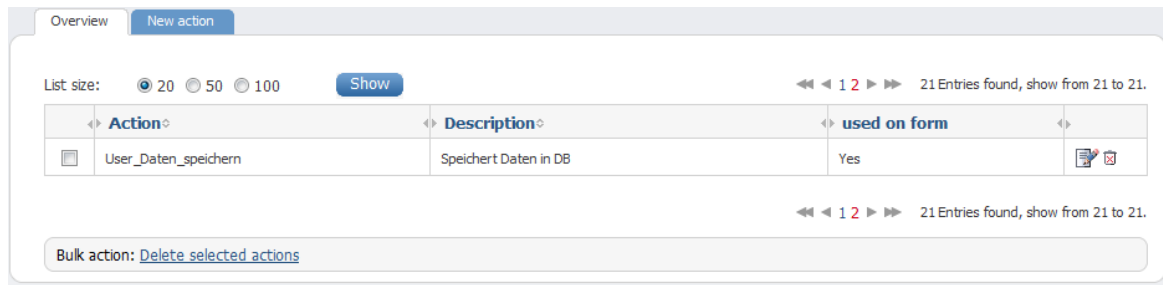 Overview New action
List size: 20 50 100 Show 1 2 21 Entries found, show from 21 to 21.
Action Description used on form
User_Daten_speichern Speichert Daten in DB Yes
1 2 21 Entries found, show from 21 to 21.
Bulk action: Delete selected actions